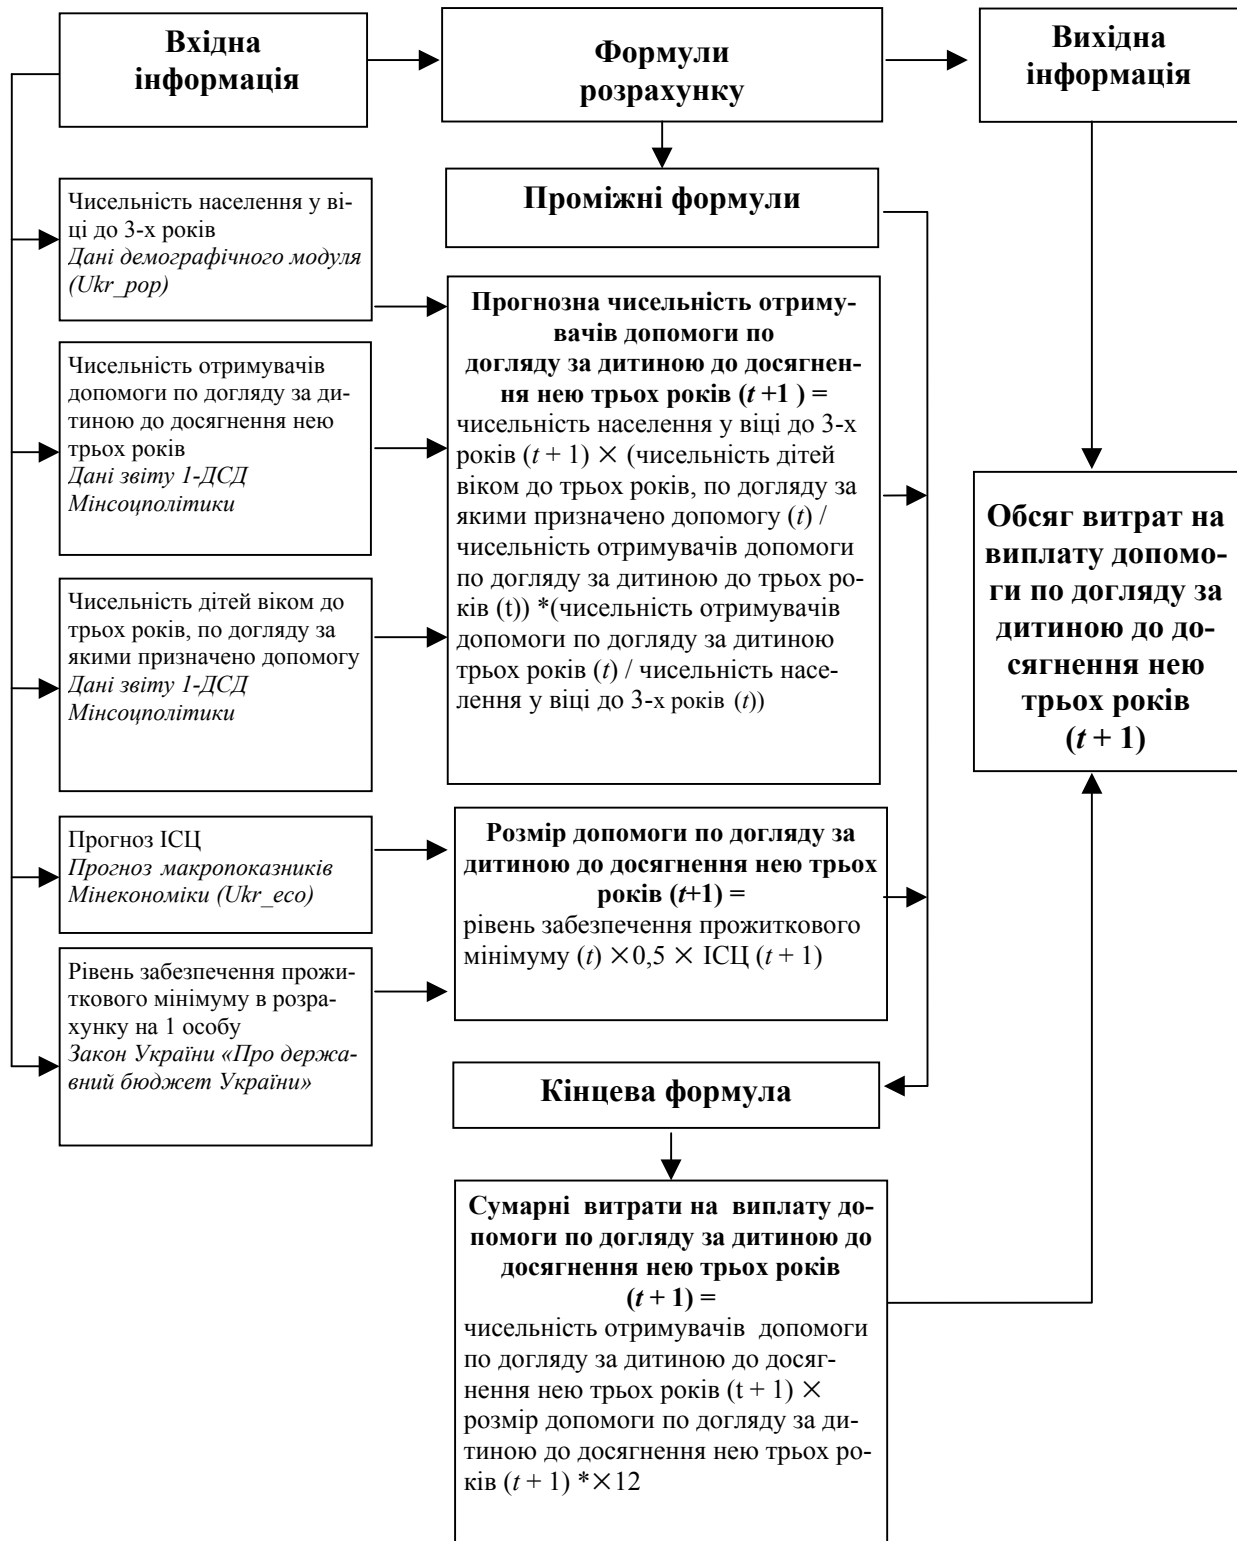 Вхідна
інформація
Формули
розрахунку
Вихідна
інформація
Проміжні формули
Чисельність населення у ві-
ці до 3-х років
Дані демографічного модуля
(Ukr_pop)
Чисельність отримувачів
допомоги по догляду за ди-
тиною до досягнення нею
трьох років
Дані звіту 1-ДСД
Мінсоцполітики
Чисельність дітей віком до
трьох років, по догляду за
якими призначено допомогу
Дані звіту 1-ДСД
Мінсоцполітики
Прогнозна чисельність отриму-
вачів допомоги по
догляду за дитиною до досягнен-
ня нею трьох років (t +1 ) =
чисельність населення у віці до 3-х
років (t + 1) × (чисельність дітей
віком до трьох років, по догляду за
якими призначено допомогу (t) /
чисельність отримувачів допомоги
по догляду за дитиною до трьох ро-
ків (t)) *(чисельність отримувачів
допомоги по догляду за дитиною
трьох років (t) / чисельність насе-
лення у віці до 3-х років (t))
Обсяг витрат на
виплату допомо-
ги по догляду за
дитиною до до-
сягнення нею
трьох років
(t + 1)
Прогноз ІСЦ
Прогноз макропоказників
Мінекономіки (Ukr_eco)
Рівень забезпечення прожи-
ткового мінімуму в розра-
хунку на 1 особу
Закон України «Про держа-
вний бюджет України»
Розмір допомоги по догляду за
дитиною до досягнення нею трьох
років (t+1) =
рівень забезпечення прожиткового
мінімуму (t) ×0,5 × ІСЦ (t + 1)
Кінцева формула
Сумарні витрати на виплату до-
помоги по догляду за дитиною до
досягнення нею трьох років
(t + 1) =
чисельність отримувачів допомоги
по догляду за дитиною до досяг-
нення нею трьох років (t + 1) ×
розмір допомоги по догляду за ди-
тиною до досягнення нею трьох ро-
ків (t + 1) *×12